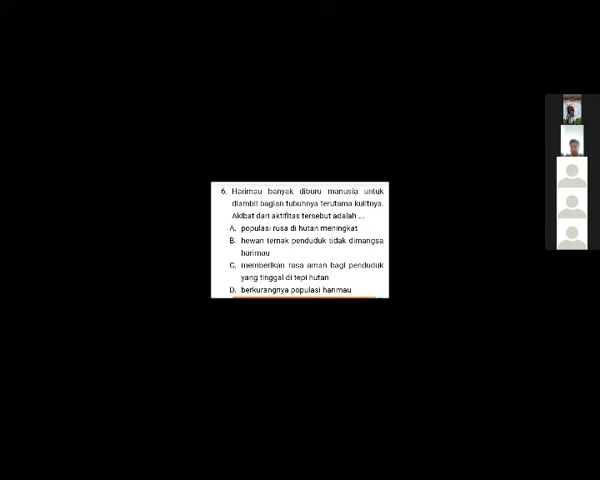 6. Harimau banyak diburu manusia untuk
diambil bagian tubuhnya terutama kulitnya.
Akibat dari aktifitas tersebut adalah ...
A. populasi rusa di hutan meningkat
B. hewan ternak penduduk tidak dimangsa
harimau
C. memberikan rasa aman bagi penduduk
yang tinggal di tepi hutan
D. berkurangnya populasi harimau